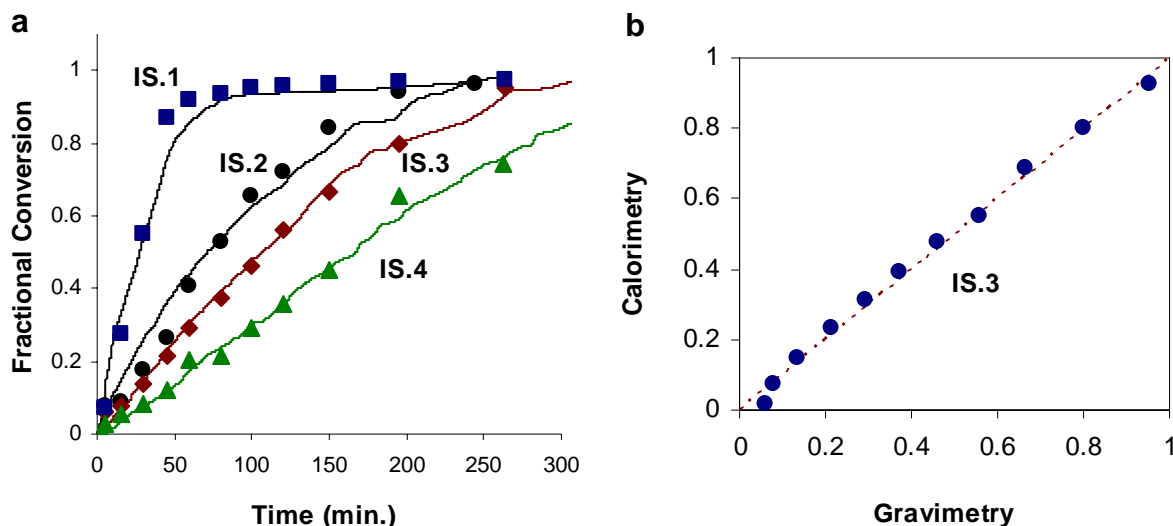 a
Fractional Conversion
1
0.8
0.6
0.4
0.2
0
IS.1
IS.2
IS.3
IS.4
0 50 100 150 200 250 300
Time (min.)
b
Calorimetry
1
0.8
0.6
0.4
0.2
0
IS.3
0 0.2 0.4 0.6 0.8 1
Gravimetry